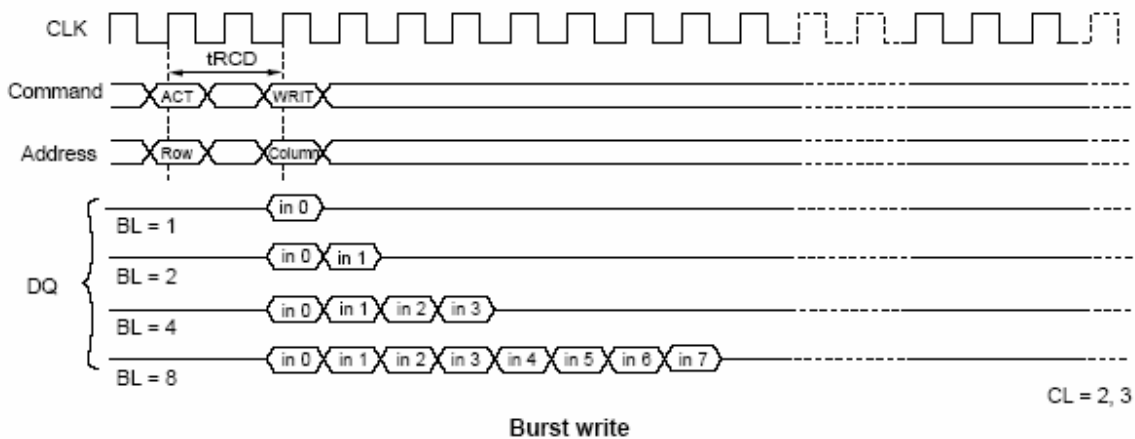 CLK
tRCD
Command ACT WRIT
Address Row Column
in 0
BL = 1
in 0 in 1
BL = 2
DQ
in 0 in 1 in 2 in 3
BL = 4
in 0 in 1 in 2 in 3 in 4 in 5 in 6 in 7
BL = 8
CL = 2, 3
Burst write